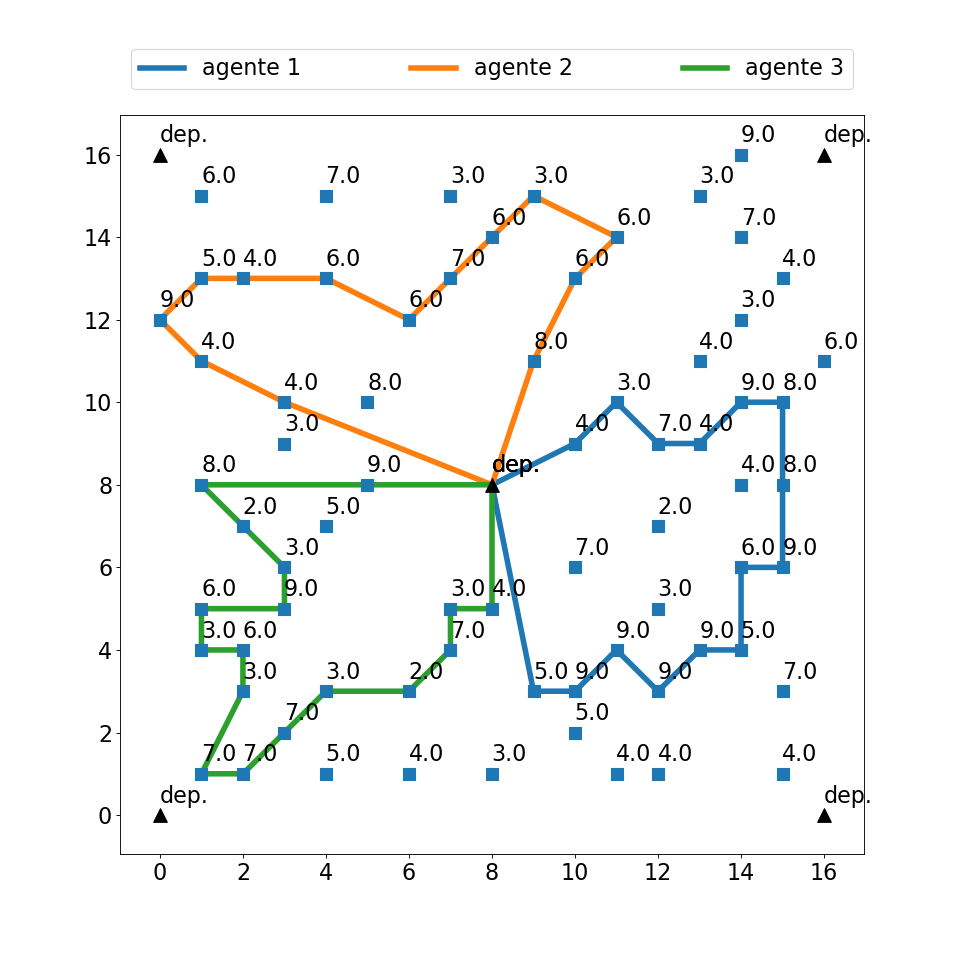 agente 1 agente 2 agente 3
9.0
dep. dep.
16
6.0 7.0 3.0 3.0 3.0
6.0 6.0 7.0
14
5.0 4.0 6.0 7.0 6.0 4.0
9.0 6.0 3.0
12
4.0 8.0 4.0 6.0
4.0 8.0 3.0 9.0 8.0
10
3.0 4.0 7.0 4.0
8.0 9.0 dep. 4.0 8.0
8
2.0 5.0 2.0
3.0 7.0 6.0 9.0
6
6.0 9.0 3.0 4.0 3.0
3.0 6.0 7.0 9.0 9.0 5.0
4
3.0 3.0 2.0 5.0 9.0 9.0 7.0
7.0 5.0
2
7.0 7.0 5.0 4.0 3.0 4.0 4.0 4.0
dep. dep.
0
0 2 4 6 8 10 12 14 16